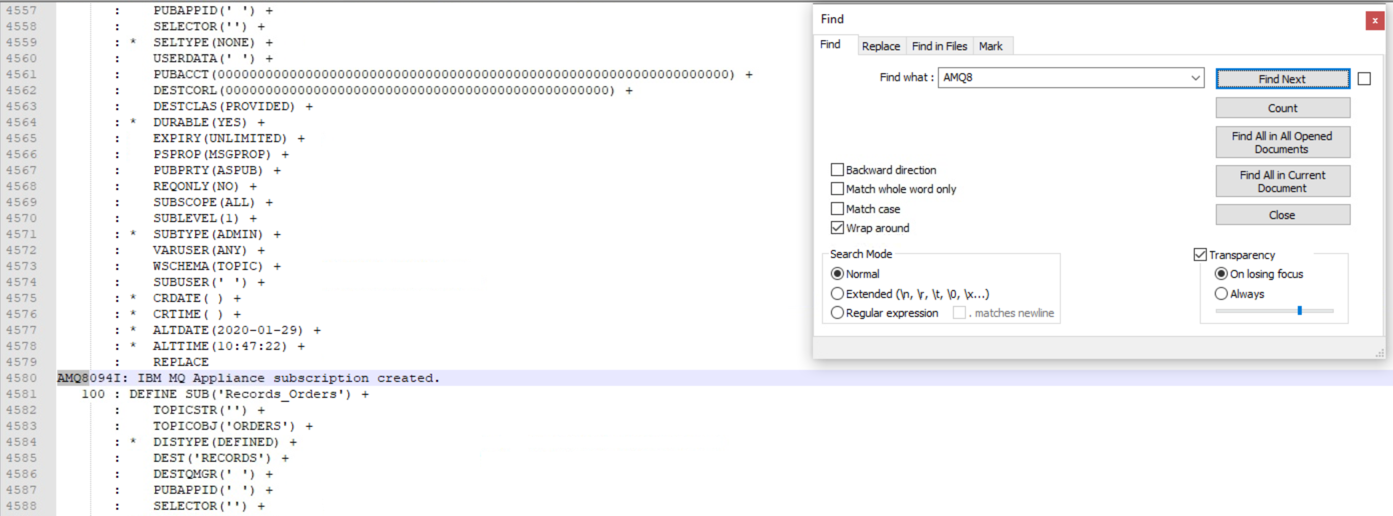 4557 : PUBAPPID(' ') +
4558 : SELECTOR('') +
4559 : * SELTYPE(NONE) +
4560 : USERDATA(' ') +
4561 : PUBACCT(0000000000000000000000000000000000000000000000000000000000000000) +
4562 : DESTCORL(000000000000000000000000000000000000000000000000) +
4563 : DESTCLAS(PROVIDED) +
4564 : * DURABLE(YES) +
4565 : EXPIRY(UNLIMITED) +
4566 : PSPROP(MSGPROP) +
4567 : PUBPRTY(ASPUB) +
4568 : REQONLY(NO) +
4569 : SUBSCOPE(ALL) +
4570 : SUBLEVEL(1) +
4571 : * SUBTYPE(ADMIN) +
4572 : VARUSER(ANY) +
4573 : WSCHEMA(TOPIC) +
4574 : SUBUSER(' ') +
4575 : * CRDATE( ) +
4576 : * CRTIME( ) +
4577 : * ALTDATE(2020-01-29) +
4578 : * ALTTIME(10:47:22) +
4579 : REPLACE
4580 AMQ8094I: IBM MQ Appliance subscription created.
4581 100 : DEFINE SUB('Records_Orders') +
4582 : TOPICSTR('') +
4583 : TOPICOBJ('ORDERS') +
4584 : * DISTYPE(DEFINED) +
4585 : DEST('RECORDS') +
4586 : DESTQMGR(' ') +
4587 : PUBAPPID(' ') +
4588 : SELECTOR('') +
Find
x
Find Replace Find in Files Mark
Find what : AMQ8 Find Next
Count
Find All in All Opened
Documents
Find All in Current
Document
Close
Backward direction
Match whole word only
Match case
Wrap around
Search Mode
Normal
Extended (\n, \r, \t, \0, \x...)
Regular expression . matches newline
Transparency
On losing focus
Always